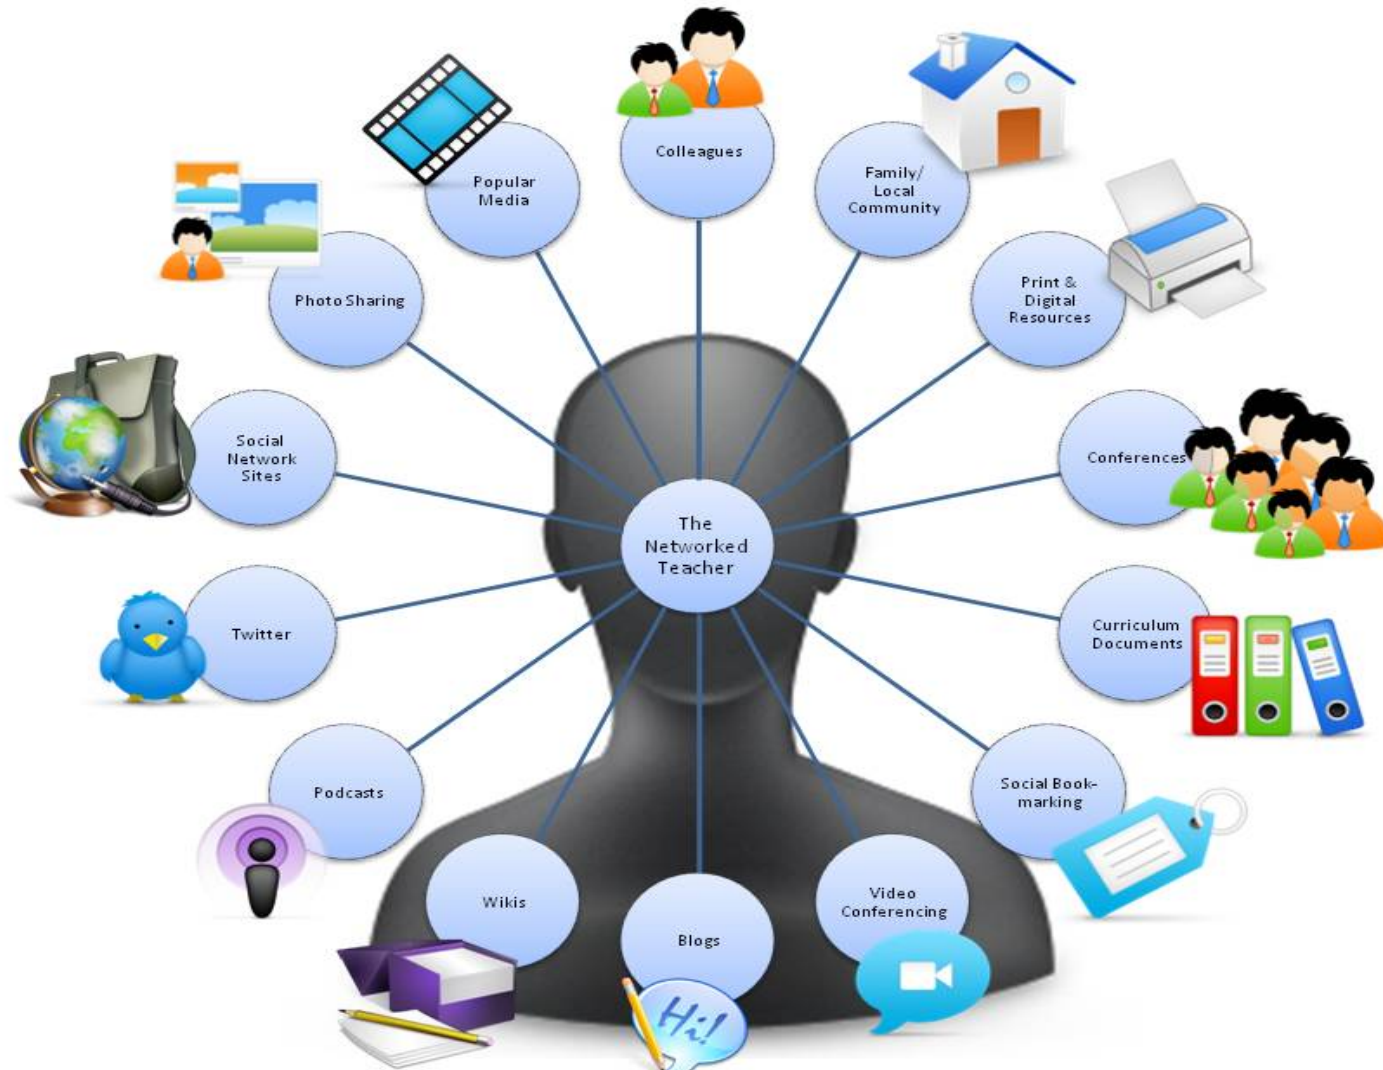 Colleagues
Family/
Local
Community
Print &
Digital
Resources
Conferences
Curriculum
Documents
Social Book-
marking
Video
Conferencing
Blogs
Hi!
Wikis
Podcasts
Twitter
Social
Network
Sites
Photo Sharing
Popular
Media
The
Networked
Teacher